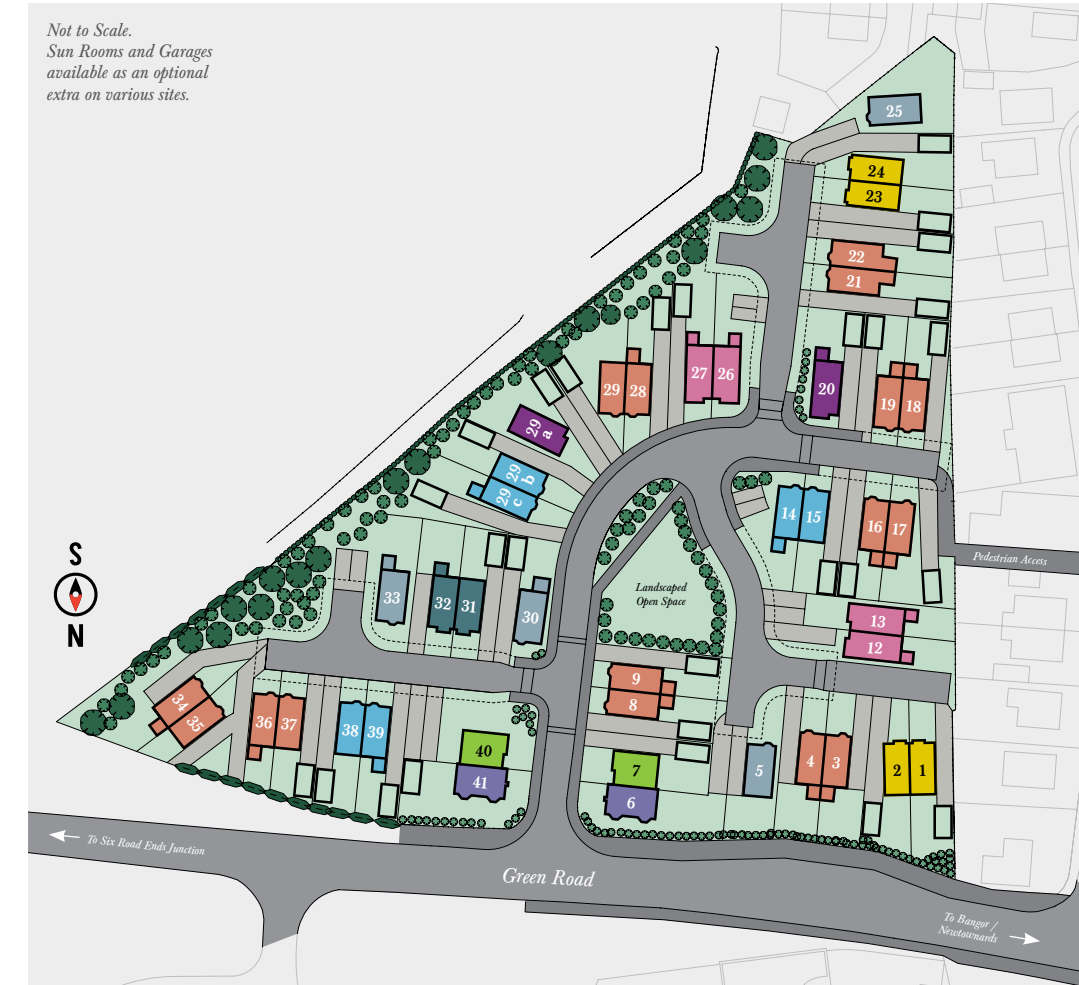 Not to Scale.
Sun Rooms and Garages
available as an optional
extra on various sites.
25
24
23
22
21
20
19 18
27 26
29 28
29
a
29
b
29
c
14 15
16 17
Pedestrian Access
S
N
Landscaped
Open Space
33
32 31
30
13
12
9
8
34
35
36 37
38 39
40
41
7
6
5
4 3
2 1
To Six Road Ends Junction
Green Road
To Bangor /
Newtownards